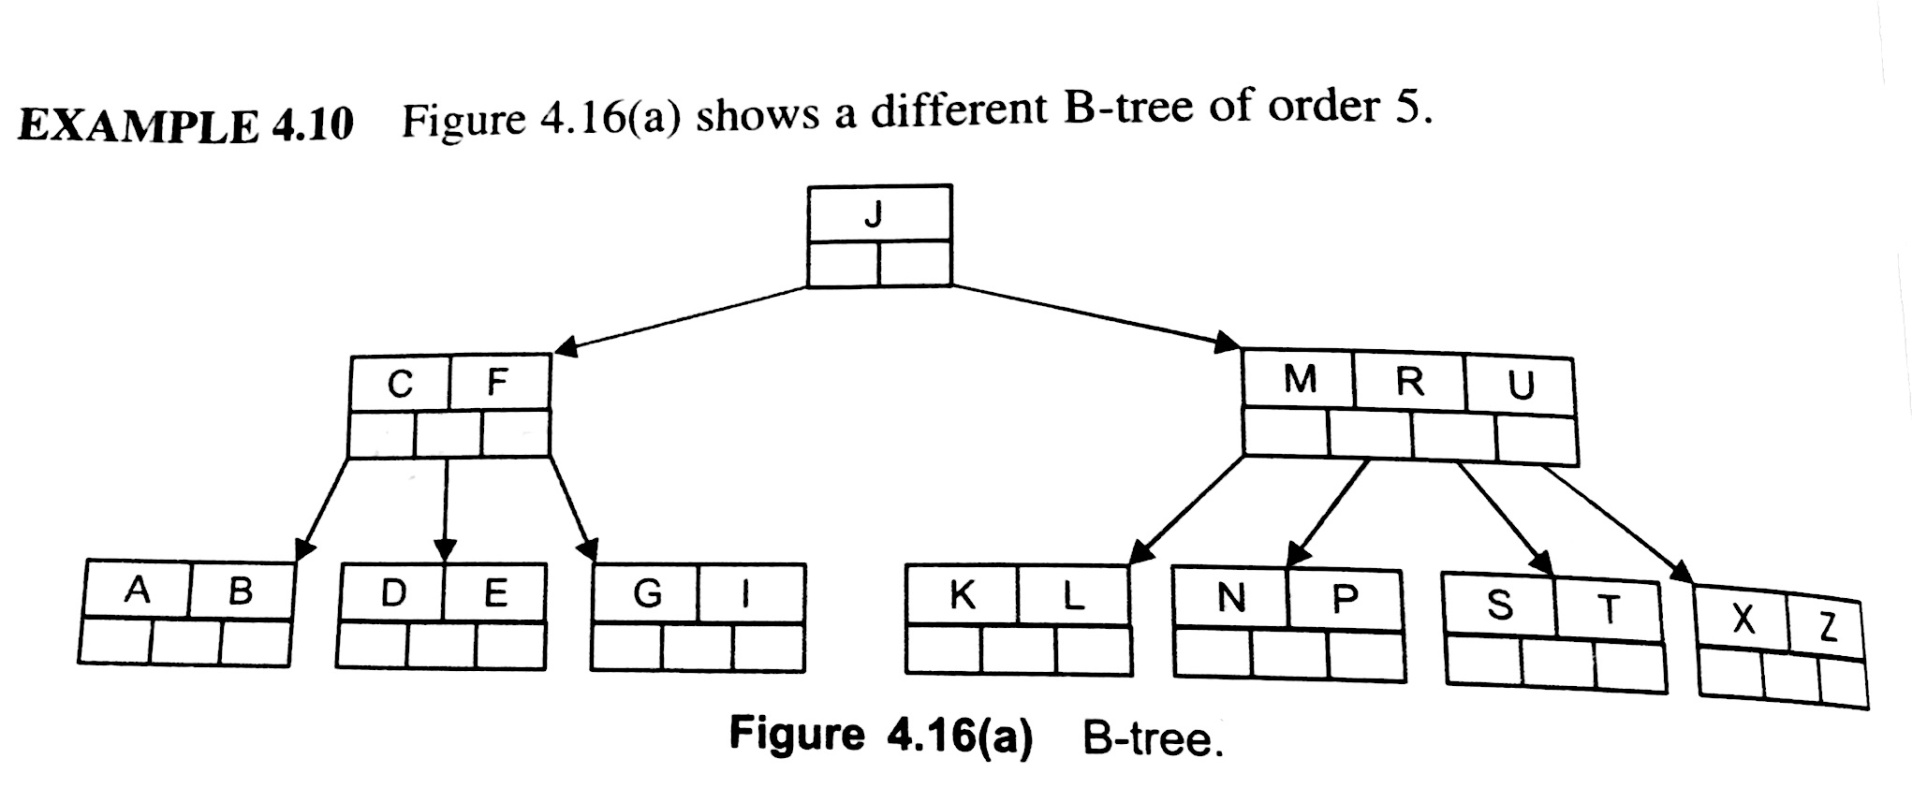 EXAMPLE 4.10 Figure 4.16(a) shows a different B-tree of order 5.
J
C F
M R U
A B
D E
G I
K L
N P
S T
X Z
Figure 4.16(a) B-tree.